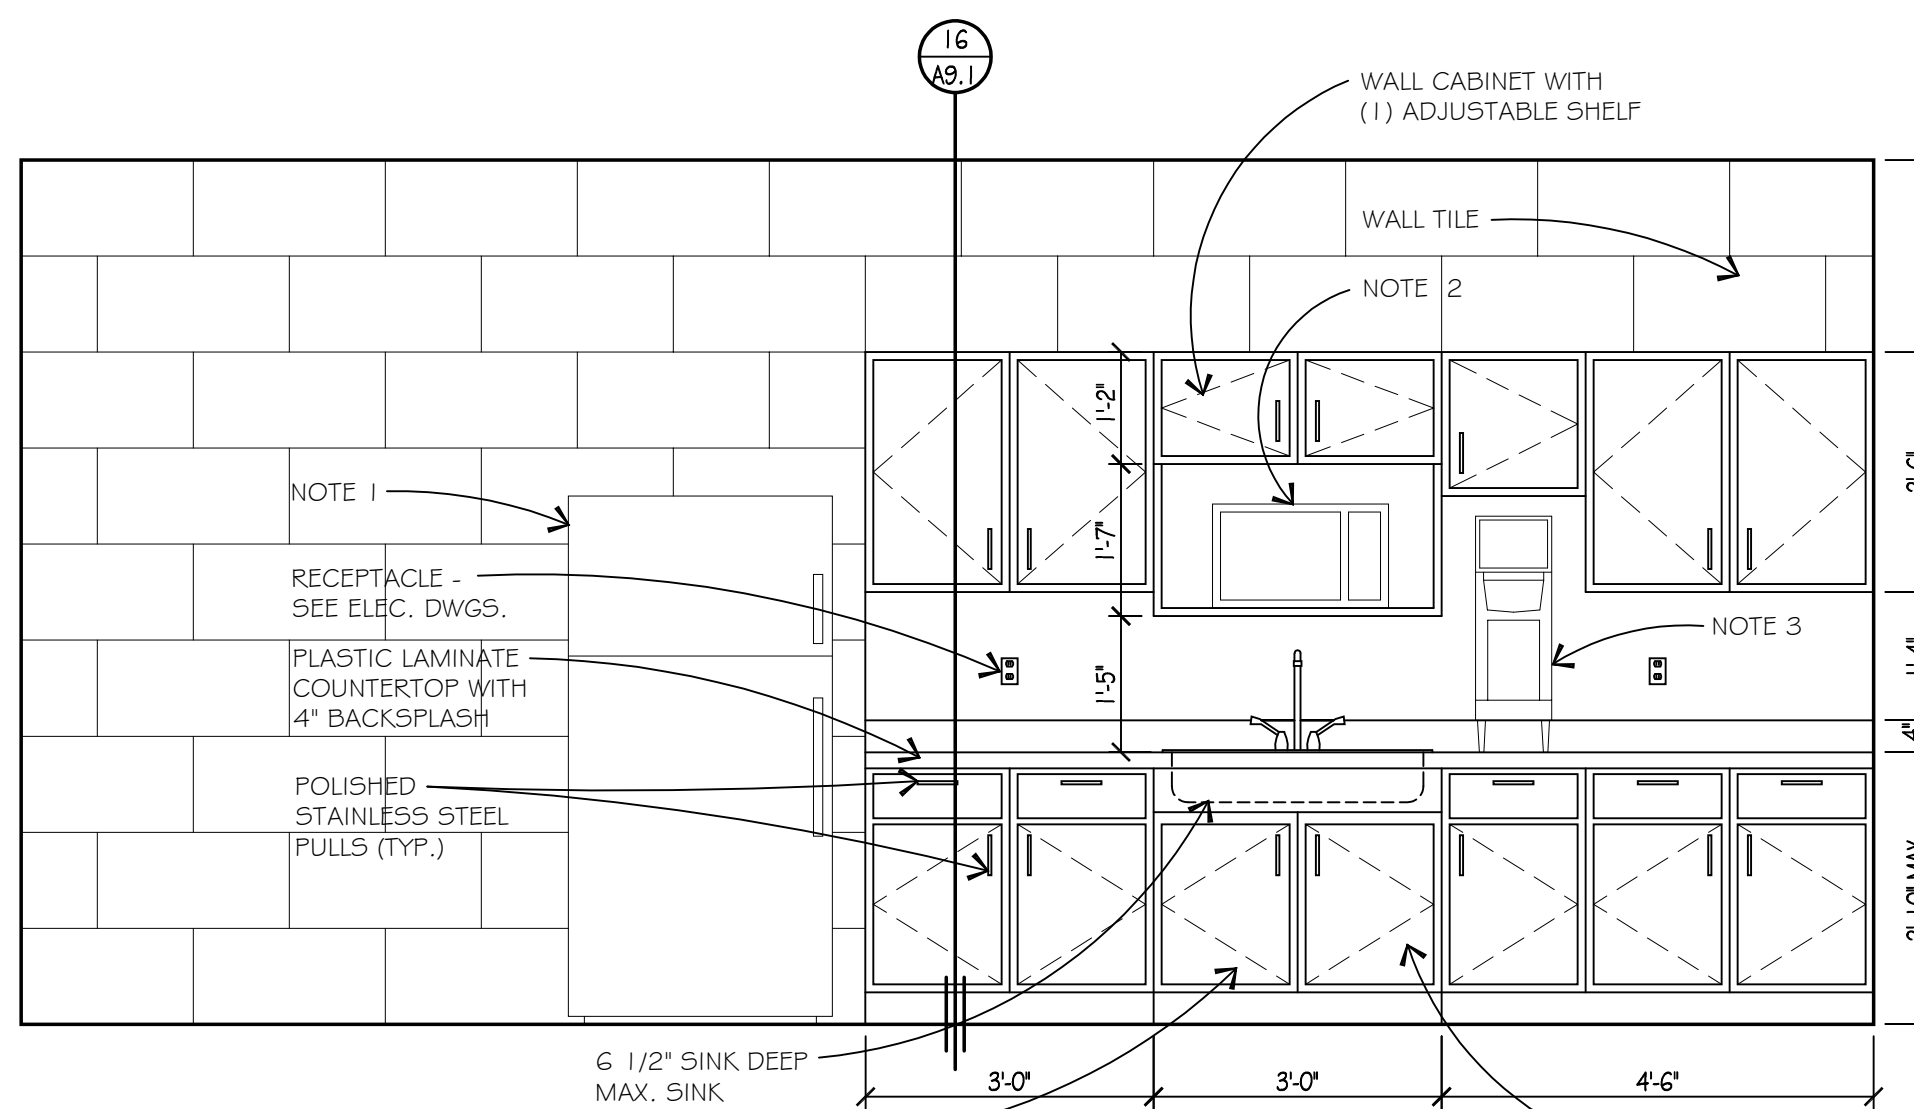 16
A9.1
WALL CABINET WITH
(1) ADJUSTABLE SHELF
WALL TILE
NOTE 2
1'-2"
NOTE 1
1'-7"
RECEPTACLE -
SEE ELEC. DWGS.
NOTE 3
PLASTIC LAMINATE
COUNTERTOP WITH
4" BACKSPLASH
1'-5"
4"
POLISHED
STAINLESS STEEL
PULLS (TYP.)
6 1/2" SINK DEEP
MAX. SINK
3'-0"
3'-0"
4'-6"